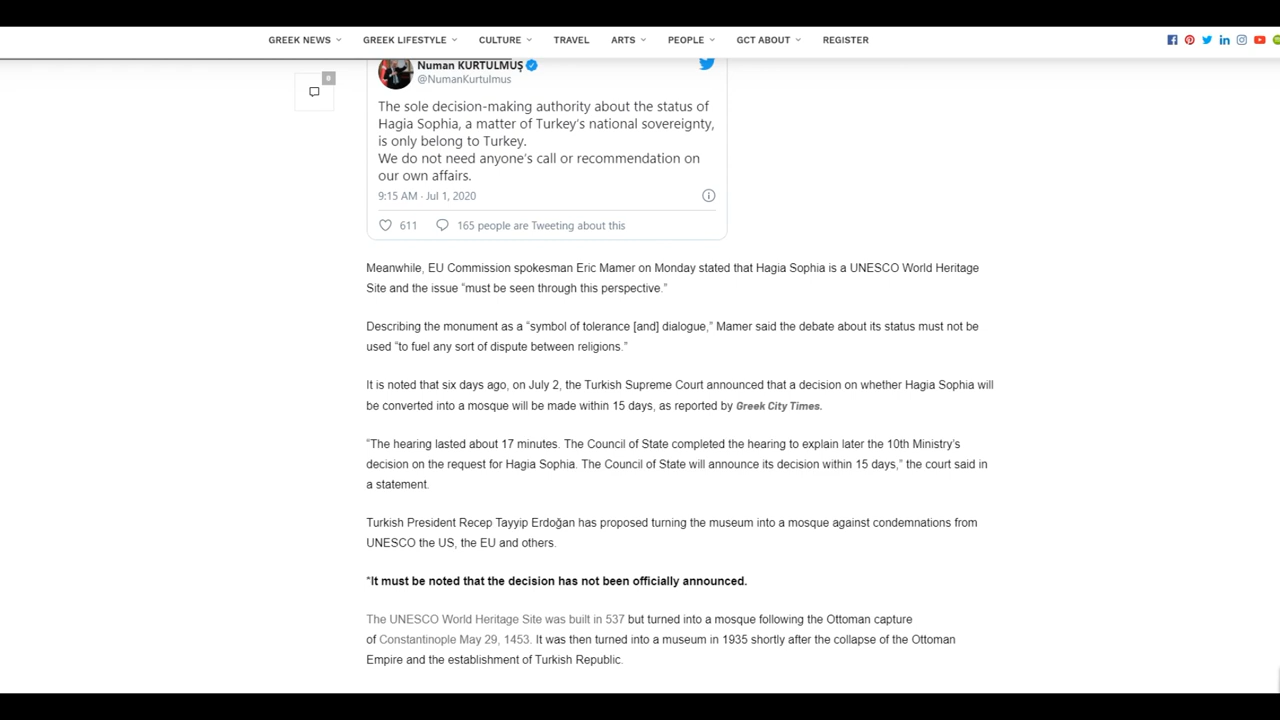 GREEK NEWS GREEK LIFESTYLE CULTURE TRAVEL ARTS PEOPLE GCT ABOUT REGISTER
0
Numan KURTULMUŞ
@NumanKurtulmus
The sole decision-making authority about the status of
Hagia Sophia, a matter of Turkey's national sovereignty,
is only belong to Turkey.
We do not need anyone's call or recommendation on
our own affairs.
9:15 AM · Jul 1, 2020
611 165 people are Tweeting about this
Meanwhile, EU Commission spokesman Eric Mamer on Monday stated that Hagia Sophia is a UNESCO World Heritage
Site and the issue “must be seen through this perspective.”
Describing the monument as a “symbol of tolerance [and] dialogue,” Mamer said the debate about its status must not be
used “to fuel any sort of dispute between religions.”
It is noted that six days ago, on July 2, the Turkish Supreme Court announced that a decision on whether Hagia Sophia will
be converted into a mosque will be made within 15 days, as reported by Greek City Times.
“The hearing lasted about 17 minutes. The Council of State completed the hearing to explain later the 10th Ministry’s
decision on the request for Hagia Sophia. The Council of State will announce its decision within 15 days,” the court said in
a statement.
Turkish President Recep Tayyip Erdoğan has proposed turning the museum into a mosque against condemnations from
UNESCO the US, the EU and others.
*It must be noted that the decision has not been officially announced.
The UNESCO World Heritage Site was built in 537 but turned into a mosque following the Ottoman capture
of Constantinople May 29, 1453. It was then turned into a museum in 1935 shortly after the collapse of the Ottoman
Empire and the establishment of Turkish Republic.